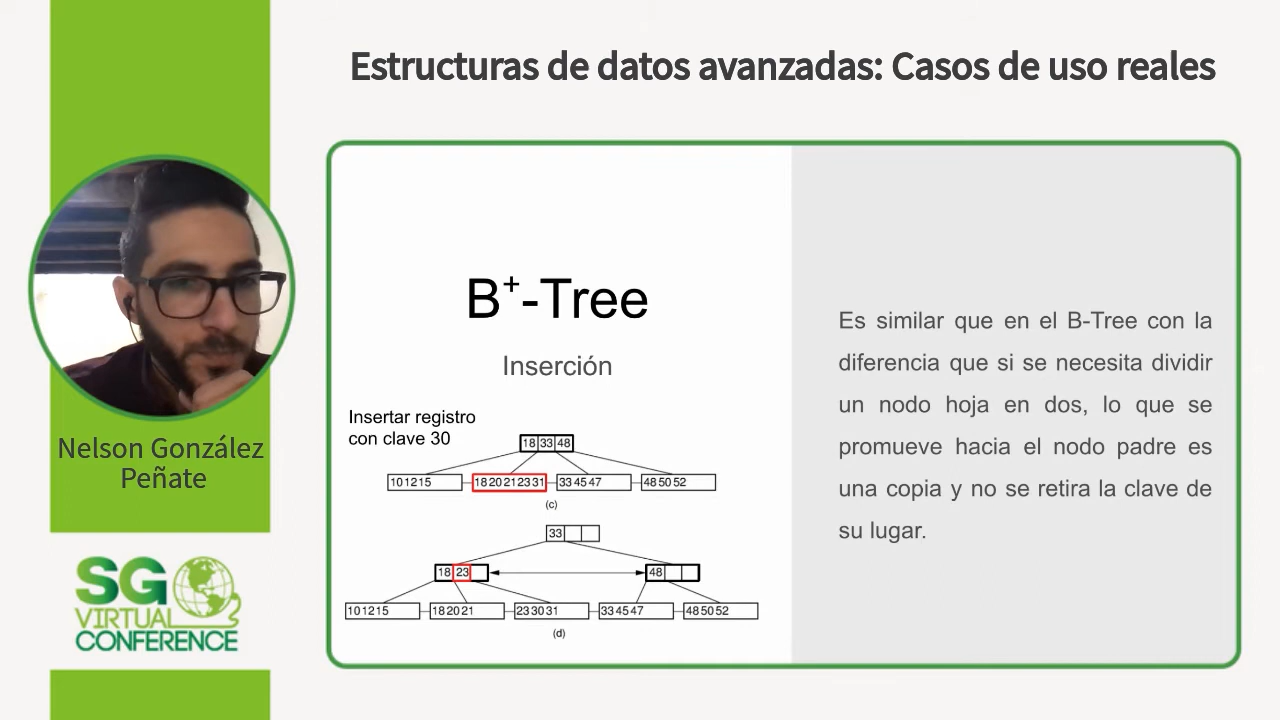 Estructuras de datos avanzadas: Casos de uso reales
Nelson González
Peñate
SG
VIRTUAL
CONFERENCE
B+-Tree
Inserción
Insertar registro
con clave 30
18 33 48
10 12 15 18 20 21 23 31 33 45 47 48 50 52
(c)
33
18 23 48
10 12 15 18 20 21 23 30 31 33 45 47 48 50 52
(d)
Es similar que en el B-Tree con la
diferencia que si se necesita dividir
un nodo hoja en dos, lo que se
promueve hacia el nodo padre es
una copia y no se retira la clave de
su lugar.